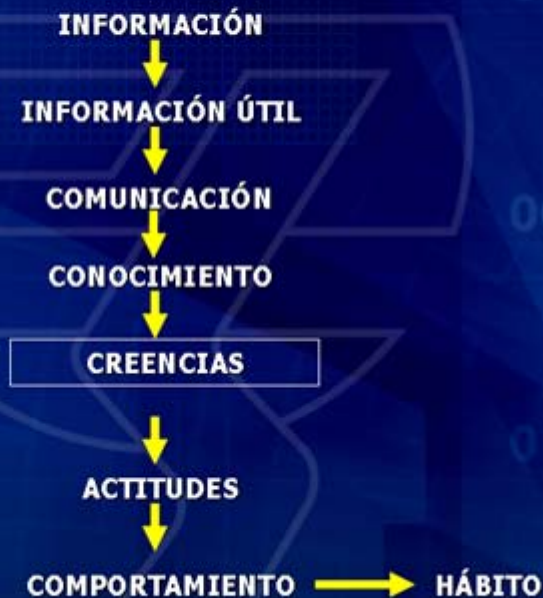 INFORMACIÓN
INFORMACIÓN ÚTIL
COMUNICACIÓN
CONOCIMIENTO
CREENCIAS
ACTITUDES
COMPORTAMIENTO HÁBITO